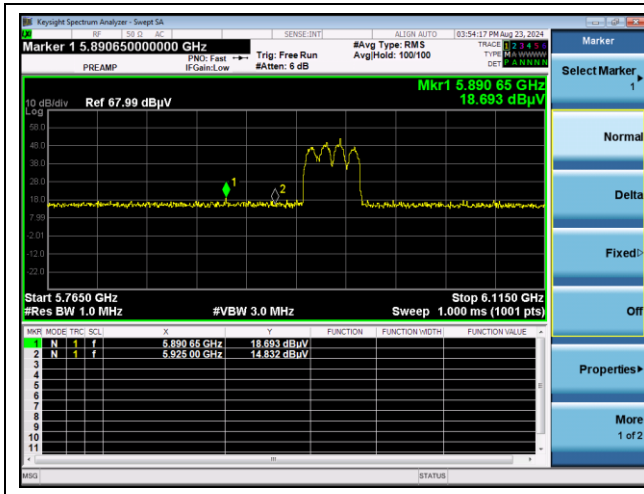 Keysight Spectrum Analyzer - Swept SA
RF 50 Ω AC SENSE:INT ALIGN AUTO 03:54:17 PM Aug 23, 2024
Marker 1 5.890650000000 GHz
PREAMP
PNO: Fast
IFGain:Low
Trig: Free Run
#Atten: 6 dB
#Avg Type: RMS
Avg|Hold: 100/100
TRACE 1 2 3 4 5 6
TYPE M A W W W W
DET P A N N N N
Mkr1 5.890 65 GHz
18.693 dBµV
10 dB/div Ref 67.99 dBµV
Log
58.0
48.0
38.0
28.0
18.0
7.99
-2.01
-12.0
-22.0
1
2
Start 5.7650 GHz Stop 6.1150 GHz
#Res BW 1.0 MHz #VBW 3.0 MHz Sweep 1.000 ms (1001 pts)
MKR MODE TRC SCL X Y FUNCTION FUNCTION WIDTH FUNCTION VALUE
1 N 1 f 5.890 65 GHz 18.693 dBµV
2 N 1 f 5.925 00 GHz 14.832 dBµV
3
4
5
6
7
8
9
10
11
MSG STATUS
Marker
Select Marker
1
Normal
Delta
Fixed
Off
Properties
More
1 of 2